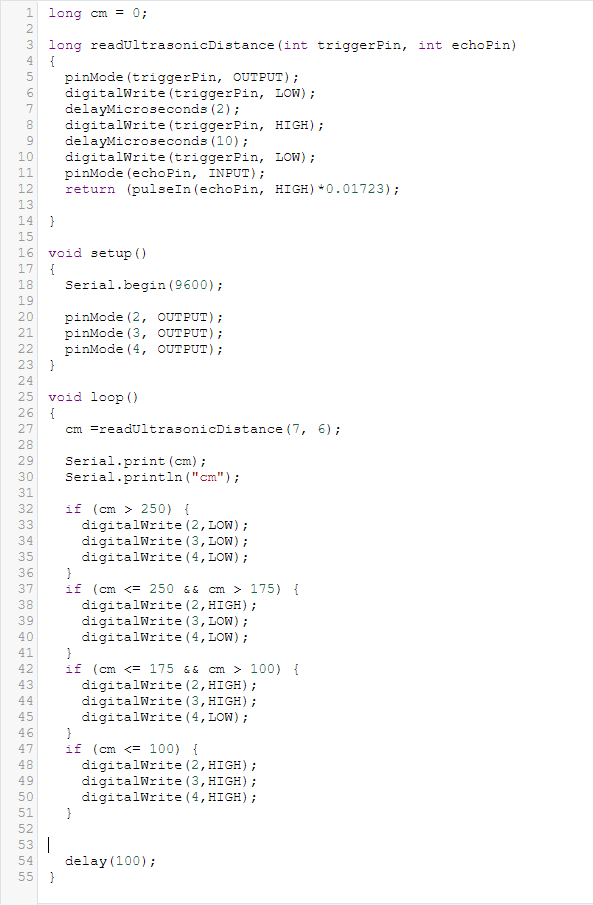 1 long cm = 0;
2
3 long readUltrasonicDistance(int triggerPin, int echoPin)
4 {
5   pinMode(triggerPin, OUTPUT);
6   digitalWrite(triggerPin, LOW);
7   delayMicroseconds(2);
8   digitalWrite(triggerPin, HIGH);
9   delayMicroseconds(10);
10   digitalWrite(triggerPin, LOW);
11   pinMode(echoPin, INPUT);
12   return (pulseIn(echoPin, HIGH)*0.01723);
13
14 }
15
16 void setup()
17 {
18   Serial.begin(9600);
19
20   pinMode(2, OUTPUT);
21   pinMode(3, OUTPUT);
22   pinMode(4, OUTPUT);
23 }
24
25 void loop()
26 {
27   cm =readUltrasonicDistance(7, 6);
28
29   Serial.print(cm);
30   Serial.println("cm");
31
32   if (cm > 250) {
33     digitalWrite(2,LOW);
34     digitalWrite(3,LOW);
35     digitalWrite(4,LOW);
36   }
37   if (cm <= 250 && cm > 175) {
38     digitalWrite(2,HIGH);
39     digitalWrite(3,LOW);
40     digitalWrite(4,LOW);
41   }
42   if (cm <= 175 && cm > 100) {
43     digitalWrite(2,HIGH);
44     digitalWrite(3,HIGH);
45     digitalWrite(4,LOW);
46   }
47   if (cm <= 100) {
48     digitalWrite(2,HIGH);
49     digitalWrite(3,HIGH);
50     digitalWrite(4,HIGH);
51   }
52
53
54   delay(100);
55 }